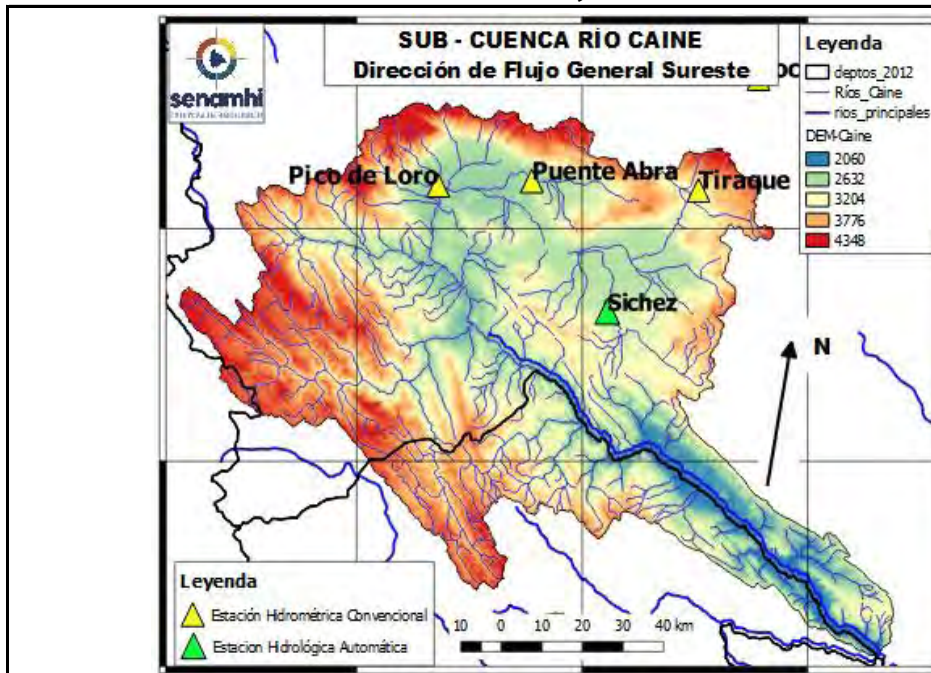 SUB - CUENCA RÍO CAINE
Dirección de Flujo General Sureste
senamhi
Leyenda
deptos_2012
Ríos_Caine
rios_principales
DEM-Caine
2060
2632
3204
3776
4348
Pico de Loro
Puente Abra
Tiraque
Sichez
N
Leyenda
Estación Hidrométrica Convencional
Estacion Hidrológica Automática
10 0 10 20 30 40 km